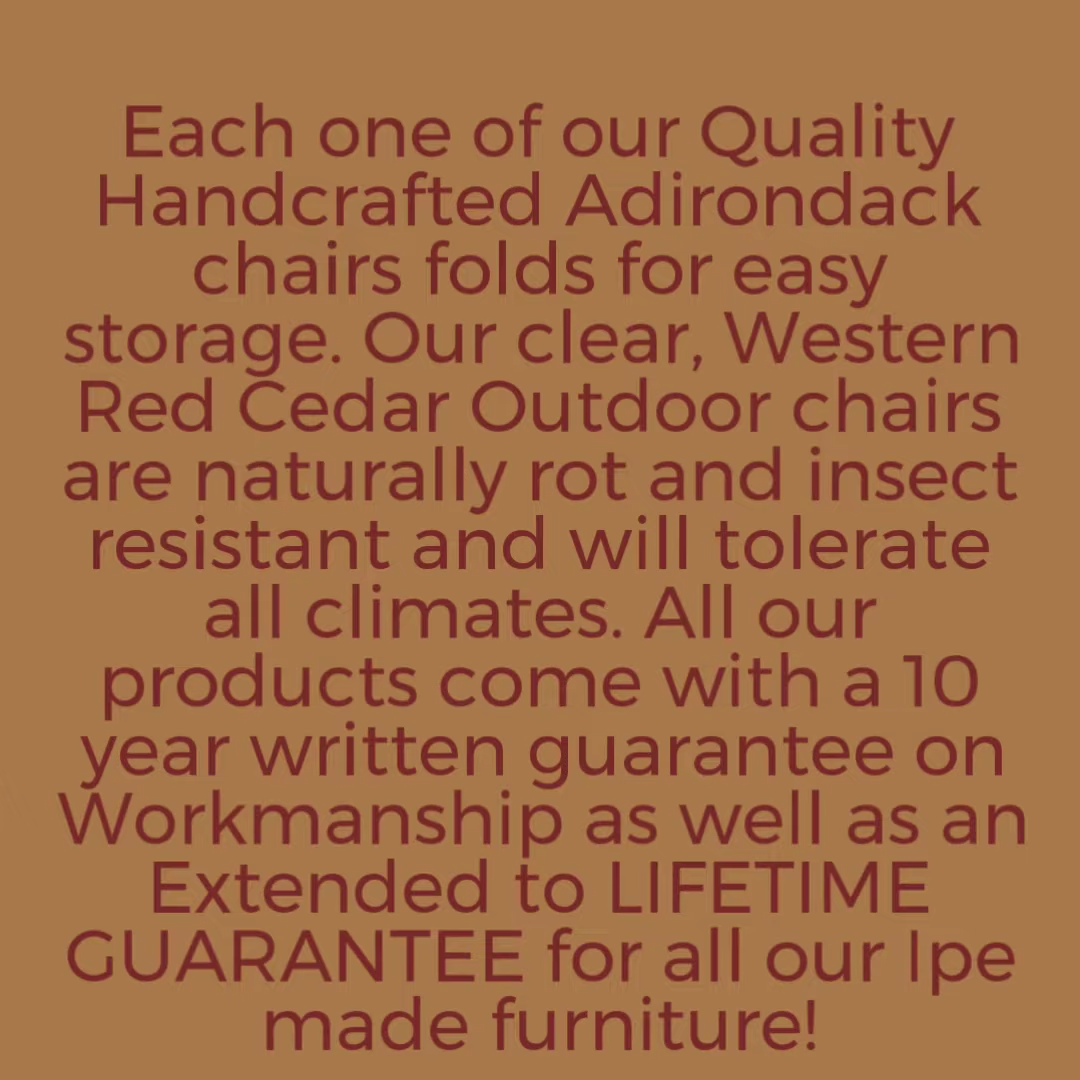 Each one of our Quality
Handcrafted Adirondack
chairs folds for easy
storage. Our clear, Western
Red Cedar Outdoor chairs
are naturally rot and insect
resistant and will tolerate
all climates. All our
products come with a 10
year written guarantee on
Workmanship as well as an
Extended to LIFETIME
GUARANTEE for all our Ipe
made furniture!